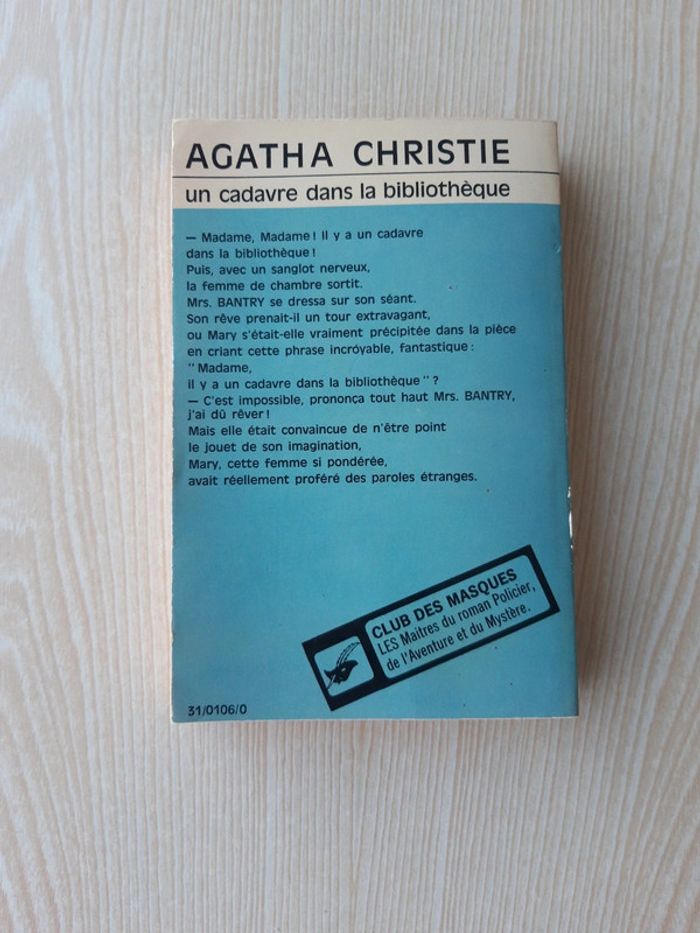 AGATHA CHRISTIE
un cadavre dans la bibliothèque
— Madame, Madame! Il y a un cadavre
dans la bibliothèque!
Puis, avec un sanglot nerveux,
la femme de chambre sortit.
Mrs. BANTRY se dressa sur son séant.
Son rêve prenait-il un tour extravagant,
ou Mary s'était-elle vraiment précipitée dans la pièce
en criant cette phrase incroyable, fantastique :
"Madame,
il y a un cadavre dans la bibliothèque" ?
— C'est impossible, prononça tout haut Mrs. BANTRY,
j'ai dû rêver!
Mais elle était convaincue de n'être point
le jouet de son imagination,
Mary, cette femme si pondérée,
avait réellement proféré des paroles étranges.
CLUB DES MASQUES
LES Maitres du roman Policier,
de l'Aventure et du Mystère.
31/0106/0